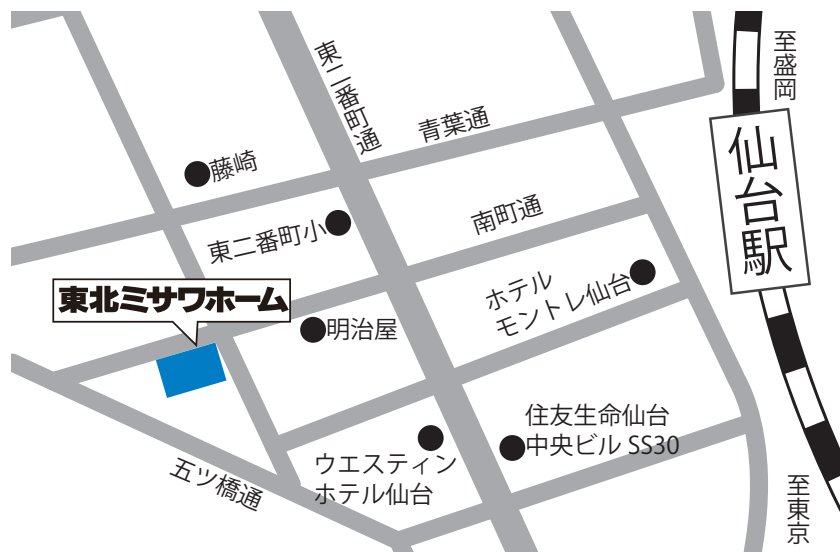 至盛岡
東二番町通
青葉通
仙台駅
藤崎
東二番町小
南町通
ホテル
モントレ仙台
東北ミサワホーム
明治屋
住友生命仙台
中央ビル SS30
ウエスティン
ホテル仙台
五ツ橋通
至東京